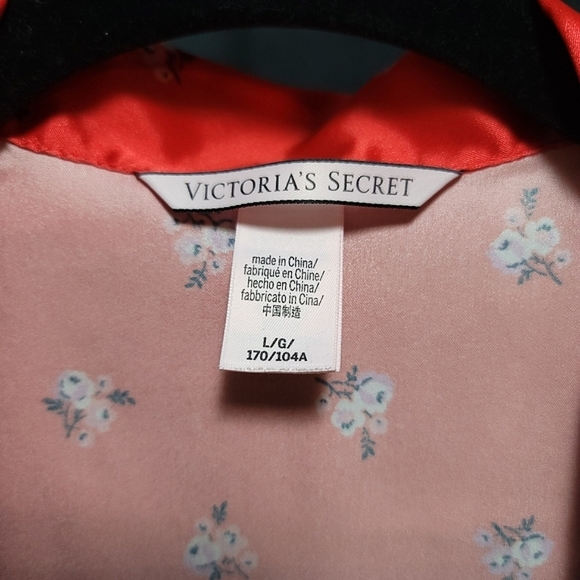 VICTORIA'S SECRET
made in China/
fabriqué en Chine/
hecho en China/
fabbricato in Cina/
中国制造
L/G/
170/104A